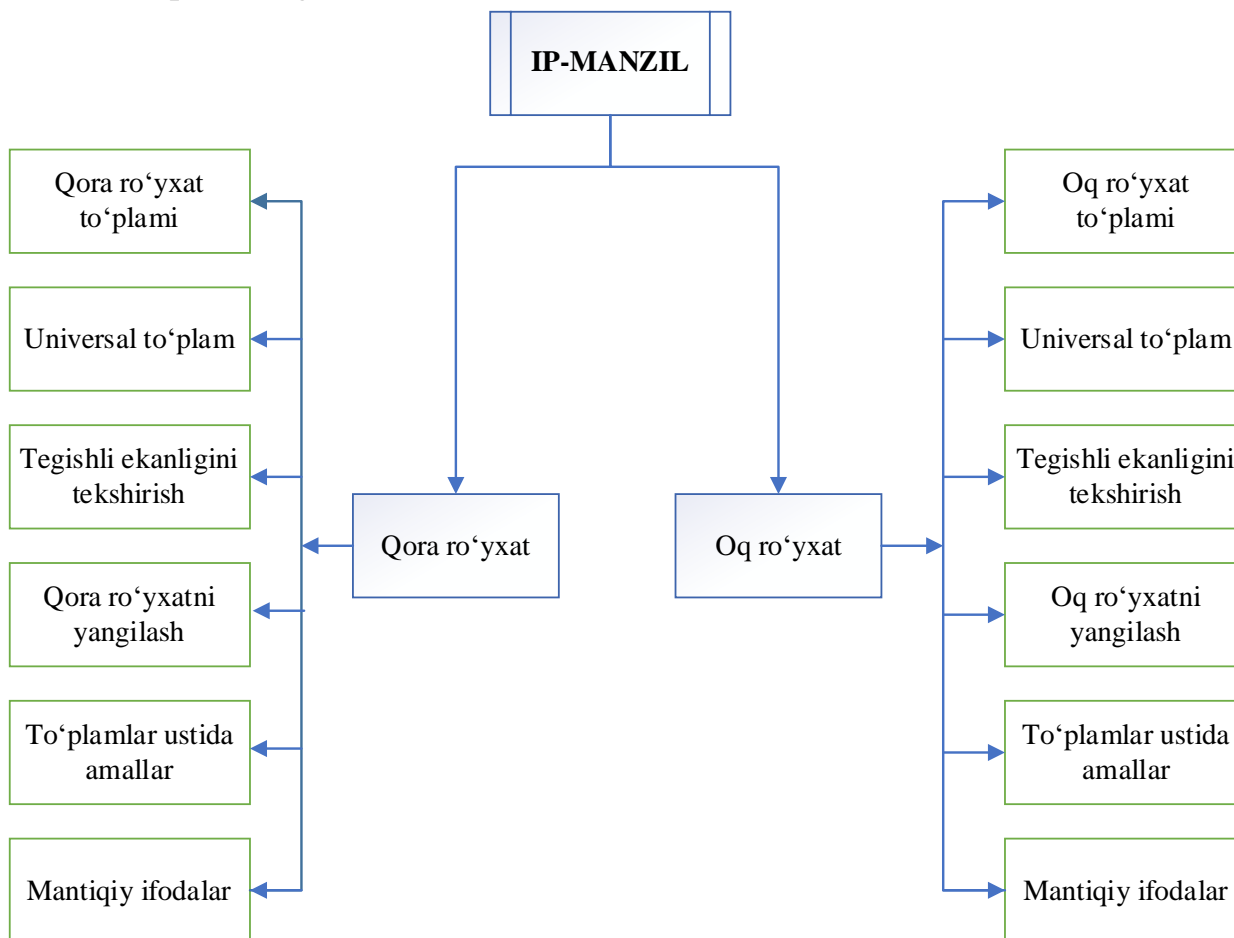 IP-MANZIL
Qora ro‘yxat
to‘plami
Universal to‘plam
Tegishli ekanligini
tekshirish
Qora ro‘yxatni
yangilash
To‘plamlar ustida
amallar
Mantiqiy ifodalar
Qora ro‘yxat
Oq ro‘yxat
Oq ro‘yxat
to‘plami
Universal to‘plam
Tegishli ekanligini
tekshirish
Oq ro‘yxatni
yangilash
To‘plamlar ustida
amallar
Mantiqiy ifodalar